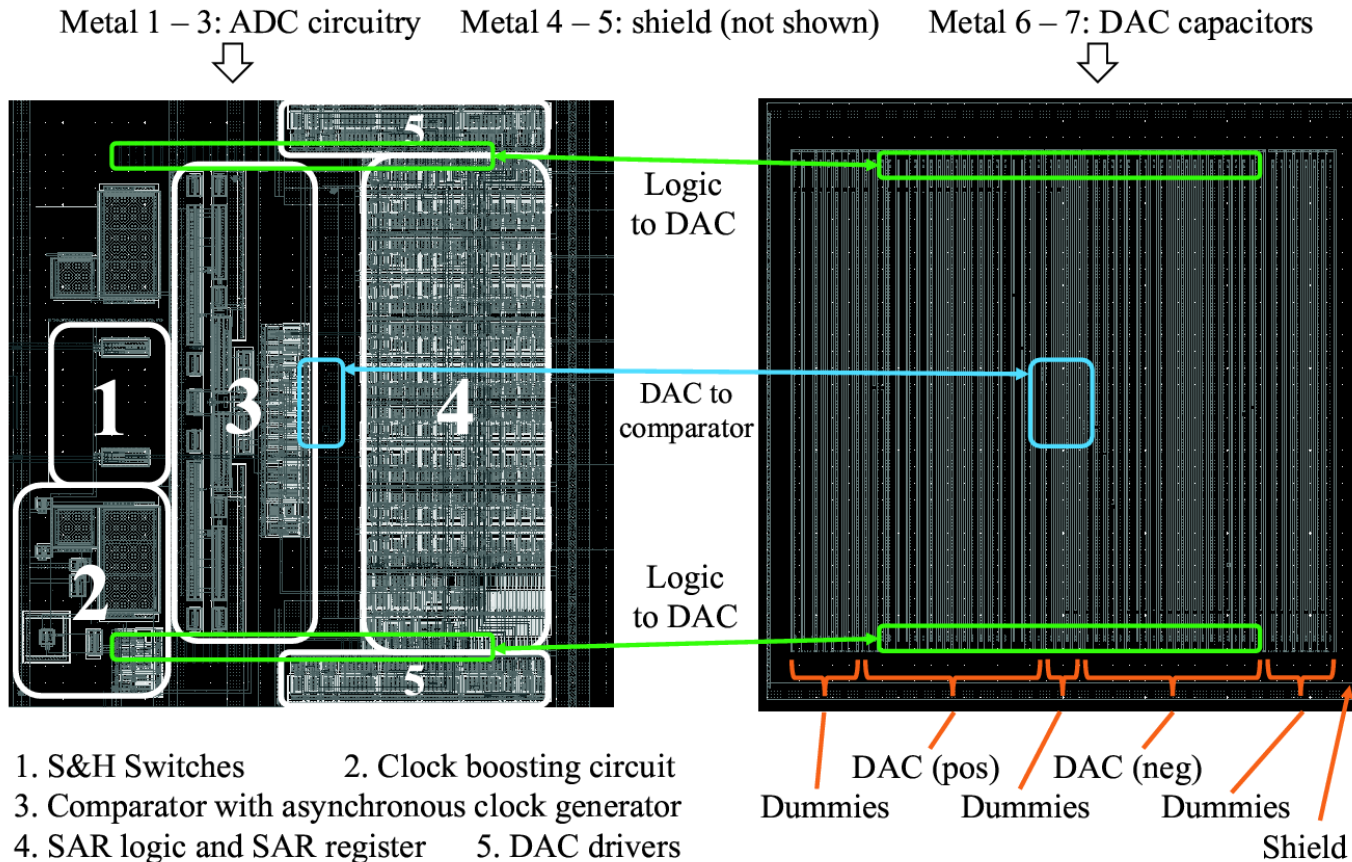 Metal 1 – 3: ADC circuitry
Metal 4 – 5: shield (not shown)
Metal 6 – 7: DAC capacitors
5
Logic
to DAC
1
3
4
DAC to
comparator
2
Logic
to DAC
5
1. S&H Switches
2. Clock boosting circuit
3. Comparator with asynchronous clock generator
4. SAR logic and SAR register
5. DAC drivers
DAC (pos)
DAC (neg)
Dummies
Dummies
Dummies
Shield